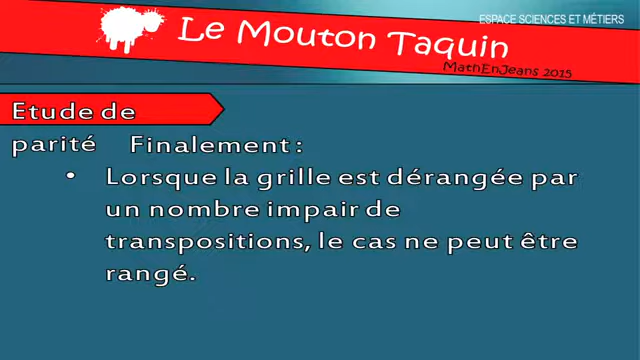 ESPACE SCIENCES ET MÉTIERS
Le Mouton Taquin
MathEnJeans 2015
Etude de
parité
Finalement :
• Lorsque la grille est dérangée par
un nombre impair de
transpositions, le cas ne peut être
rangé.